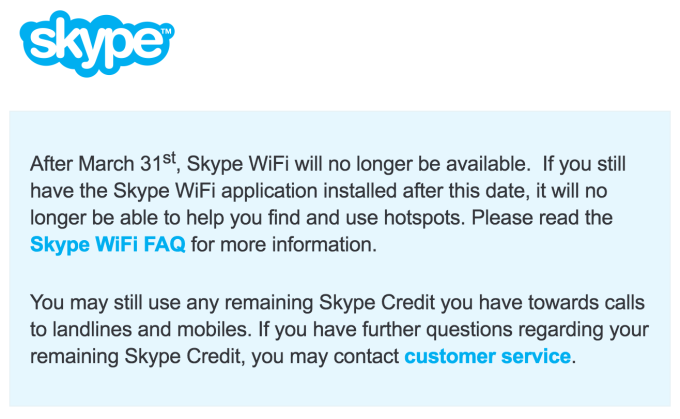 skype™
After March 31st, Skype WiFi will no longer be available.  If you still
have the Skype WiFi application installed after this date, it will no
longer be able to help you find and use hotspots. Please read the
Skype WiFi FAQ for more information.
You may still use any remaining Skype Credit you have towards calls
to landlines and mobiles. If you have further questions regarding your
remaining Skype Credit, you may contact customer service.